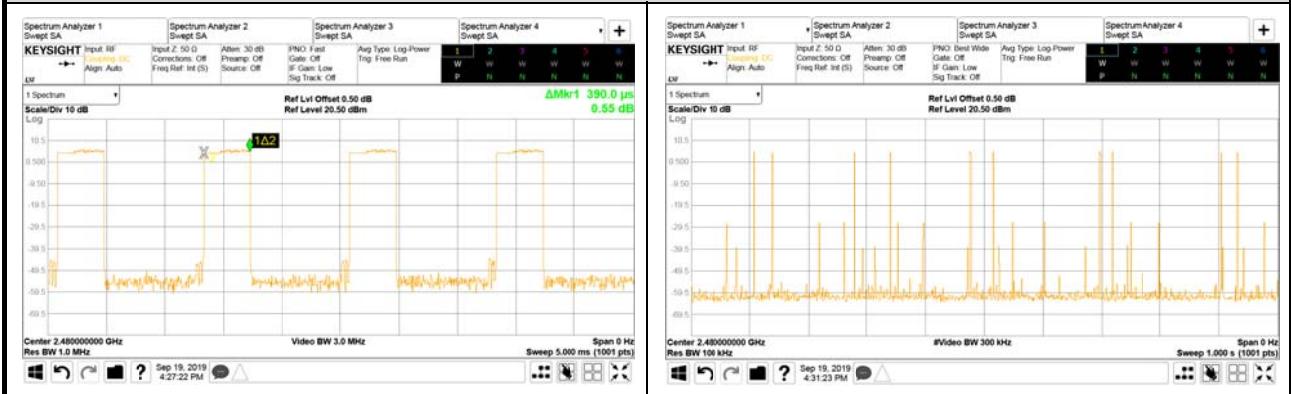 Spectrum Analyzer 1
Swept SA
Spectrum Analyzer 2
Swept SA
Spectrum Analyzer 3
Swept SA
Spectrum Analyzer 4
Swept SA
+
KEYSIGHT
Input: RF
Coupling: DC
Align: Auto
Input Z: 50 Ω
Corrections: Off
Freq Ref: Int (S)
Atten: 30 dB
Preamp: Off
Source: Off
PNO: Fast
Gate: Off
IF Gain: Low
Sig Track: Off
Avg Type: Log-Power
Trig: Free Run
1 2 3 4 5 6
W W W W W W
P N N N N N
1 Spectrum
Scale/Div 10 dB
Log
Ref Lvl Offset 0.50 dB
Ref Level 20.50 dBm
ΔMkr1 390.0 µs
0.55 dB
10.5
0.500
-9.50
-19.5
-29.5
-39.5
-49.5
-59.5
-69.5
X2
1Δ2
Center 2.480000000 GHz
Res BW 1.0 MHz
Video BW 3.0 MHz
Span 0 Hz
Sweep 5.000 ms (1001 pts)
?
Sep 19, 2019
4:27:22 PM
Spectrum Analyzer 1
Swept SA
Spectrum Analyzer 2
Swept SA
Spectrum Analyzer 3
Swept SA
Spectrum Analyzer 4
Swept SA
+
KEYSIGHT
Input: RF
Coupling: DC
Align: Auto
Input Z: 50 Ω
Corrections: Off
Freq Ref: Int (S)
Atten: 30 dB
Preamp: Off
Source: Off
PNO: Best Wide
Gate: Off
IF Gain: Low
Sig Track: Off
Avg Type: Log-Power
Trig: Free Run
1 2 3 4 5 6
W W W W W W
P N N N N N
1 Spectrum
Scale/Div 10 dB
Log
Ref Lvl Offset 0.50 dB
Ref Level 20.50 dBm
10.5
0.500
-9.50
-19.5
-29.5
-39.5
-49.5
-59.5
-69.5
Center 2.480000000 GHz
Res BW 100 kHz
#Video BW 300 kHz
Span 0 Hz
Sweep 1.000 s (1001 pts)
?
Sep 19, 2019
4:31:23 PM